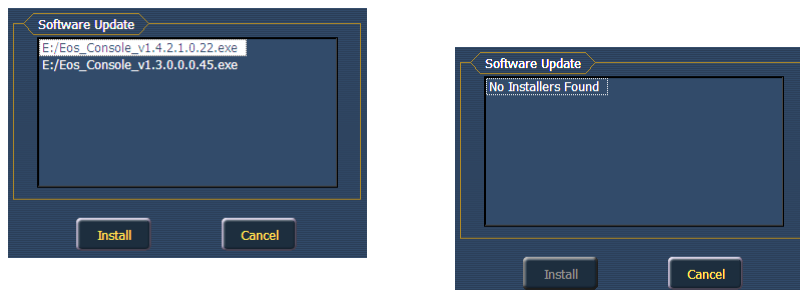 Software Update
E:/Eos_Console_v1.4.2.1.0.22.exe
E:/Eos_Console_v1.3.0.0.0.45.exe
Install
Cancel
Software Update
No Installers Found
Install
Cancel